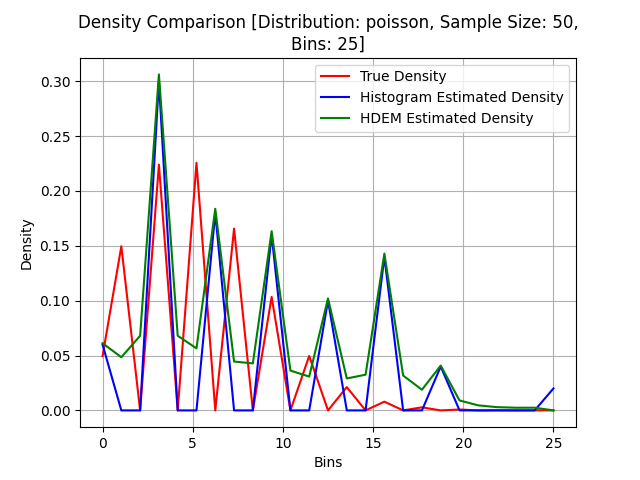 Density Comparison [Distribution: poisson, Sample Size: 50,
Bins: 25]
True Density
Histogram Estimated Density
HDEM Estimated Density
Density
0.30
0.25
0.20
0.15
0.10
0.05
0.00
0 5 10 15 20 25
Bins